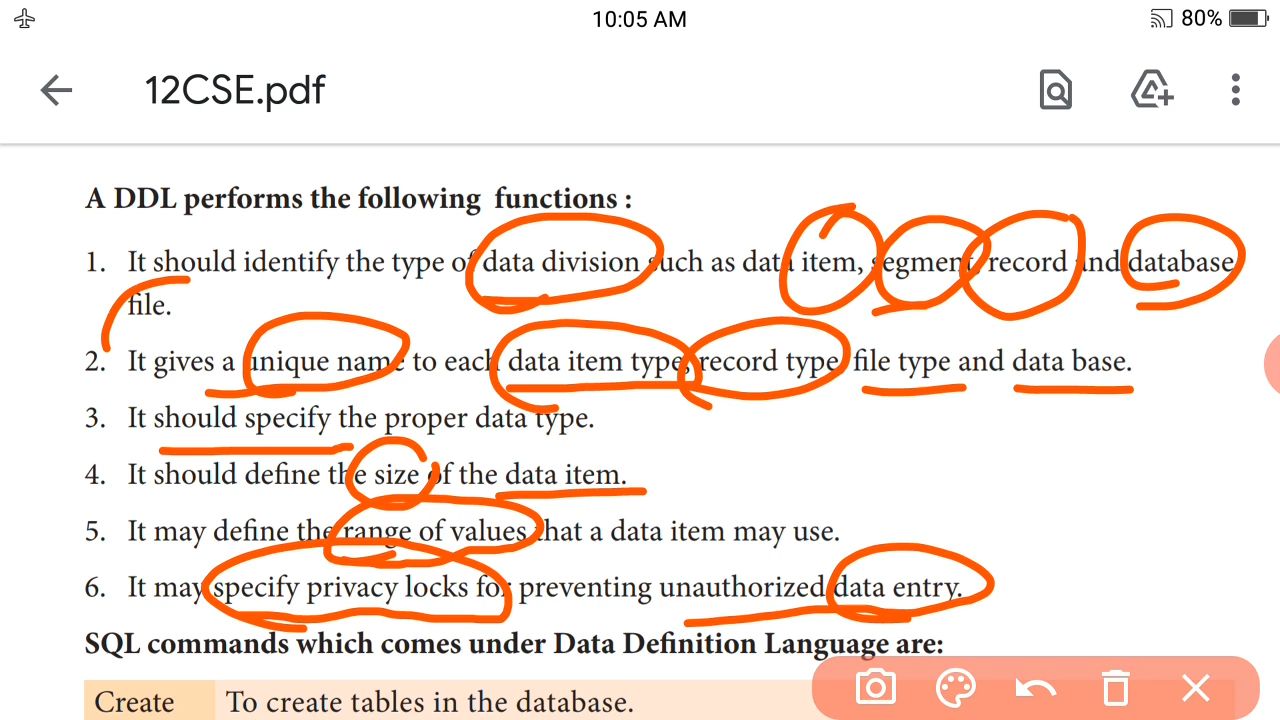 10:05 AM
80%
12CSE.pdf
A DDL performs the following functions :
1. It should identify the type of data division such as data item, segment, record and database
file.
2. It gives a unique name to each data item type, record type, file type and data base.
3. It should specify the proper data type.
4. It should define the size of the data item.
5. It may define the range of values that a data item may use.
6. It may specify privacy locks for preventing unauthorized data entry.
SQL commands which comes under Data Definition Language are:
Create To create tables in the database.